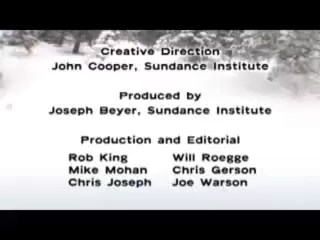 Creative Direction
John Cooper, Sundance Institute
Produced by
Joseph Beyer, Sundance Institute
Production and Editorial
Rob King Will Roegge
Mike Mohan Chris Gerson
Chris Joseph Joe Warson